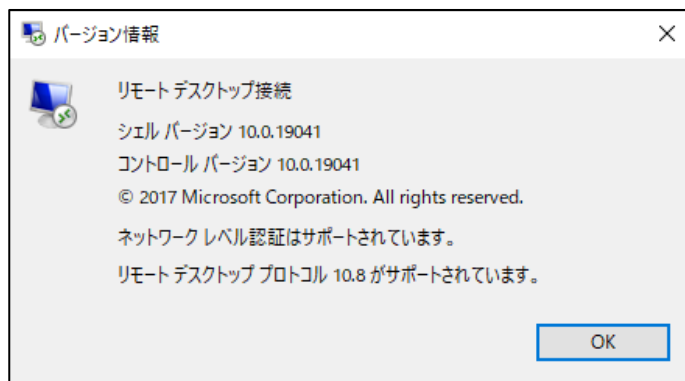 バージョン情報
リモート デスクトップ接続
シェル バージョン 10.0.19041
コントロール バージョン 10.0.19041
© 2017 Microsoft Corporation. All rights reserved.
ネットワーク レベル認証はサポートされています。
リモート デスクトップ プロトコル 10.8 がサポートされています。
OK